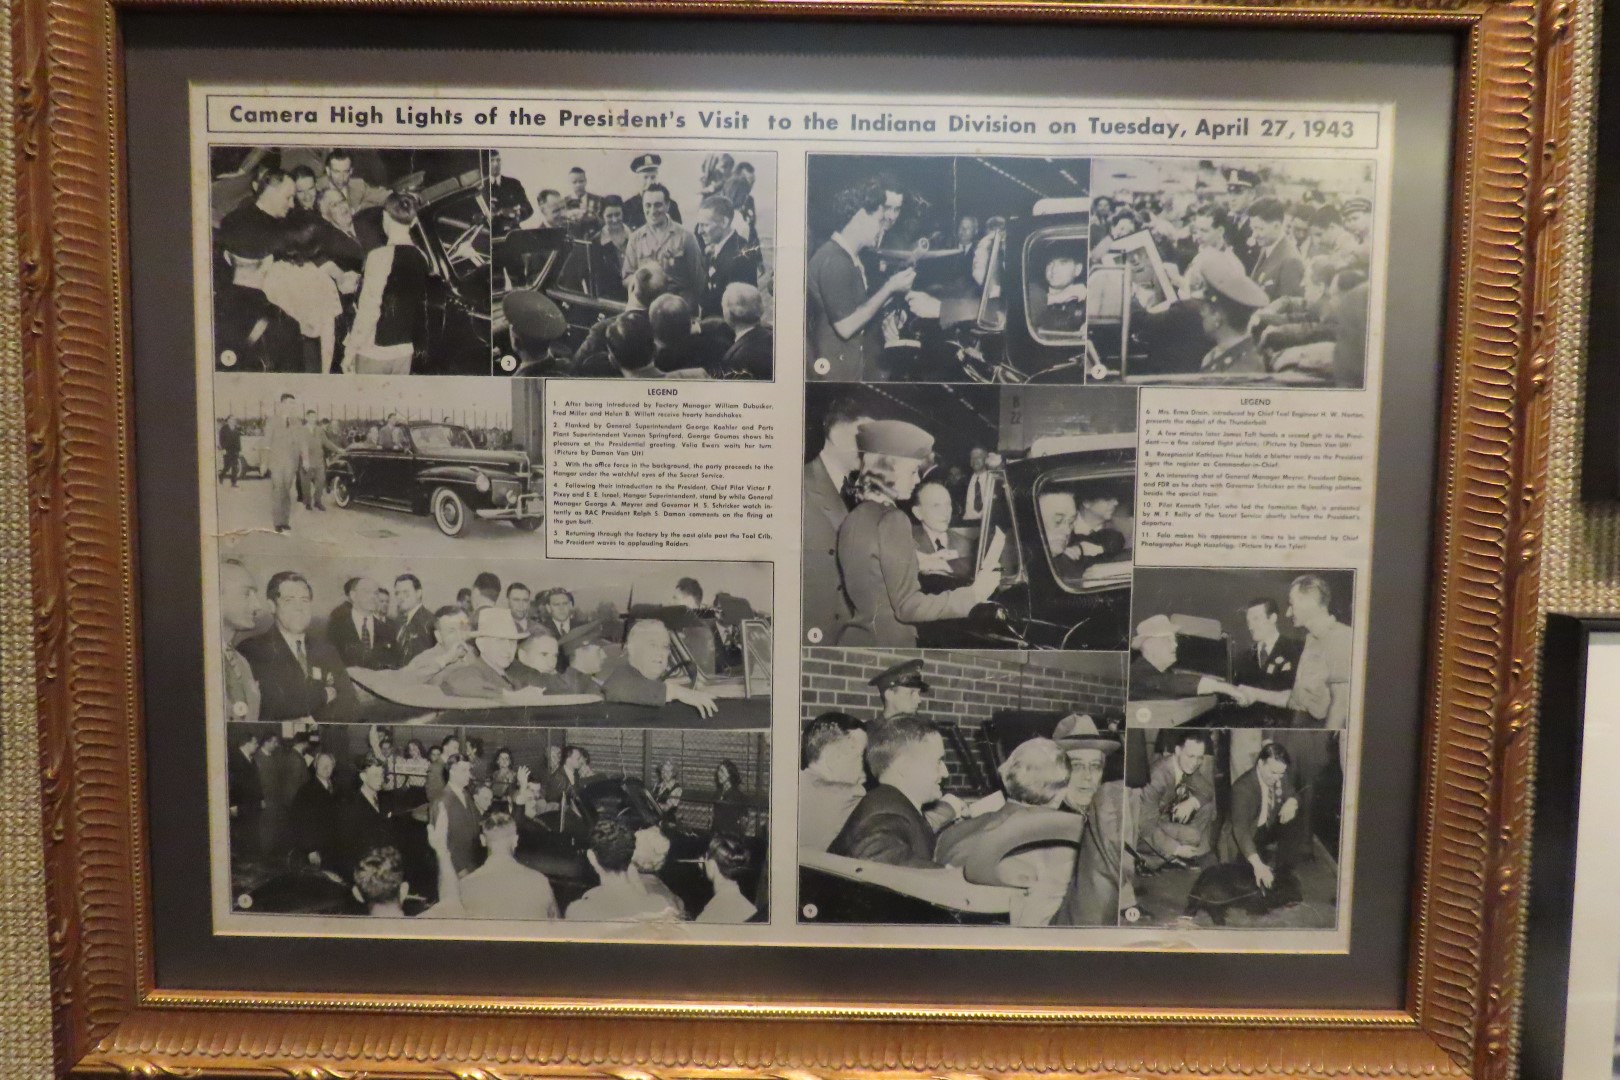 Camera High Lights of the President's Visit to the Indiana Division on Tuesday, April 27, 1943
1
2
LEGEND
1. After being introduced by Factory Manager William Dubusker,
Fred Miller and Helen B. Willett receive hearty handshakes.
2. Flanked by General Superintendent George Koehler and Parts
Plant Superintendent Vernon Springford, George Goumas shows his
pleasure at the Presidential greeting. Velia Ewars waits her turn.
(Picture by Damon Van Utt)
3. With the office force in the background, the party proceeds to the
Hangar under the watchful eyes of the Secret Service.
4. Following their introduction to the President, Chief Pilot Victor F.
Pixey and E. E. Israel, Hangar Superintendent, stand by while General
Manager George A. Meyrer and Governor H. S. Schricker watch in-
tently as RAC President Ralph S. Damon comments on the firing at
the gun butt.
5. Returning through the factory by the east aisle past the Tool Crib,
the President waves to applauding Raiders.
6
7
LEGEND
6. Mrs. Erma Drain, introduced by Chief Tool Engineer H. W. Norton,
presents the model of the Thunderbolt.
7. A few minutes later James Taft hands a second gift to the Presi-
dent—a fine colored flight picture. (Picture by Damon Van Utt)
8. Receptionist Kathleen Friese holds a blotter ready as the President
signs the register as Commander-in-Chief.
9. An interesting shot of General Manager Meyrer, President Damon,
and FDR as he chats with Governor Schricker on the loading platform
beside the special train.
10. Pilot Kenneth Tyler, who led the formation flight, is presented
by M. F. Reilly of the Secret Service shortly before the President's
departure.
11. Fala makes his appearance in time to be attended by Chief
Photographer Hugh Hazelrigg. (Picture by Ken Tyler)
B
22
8
9
11